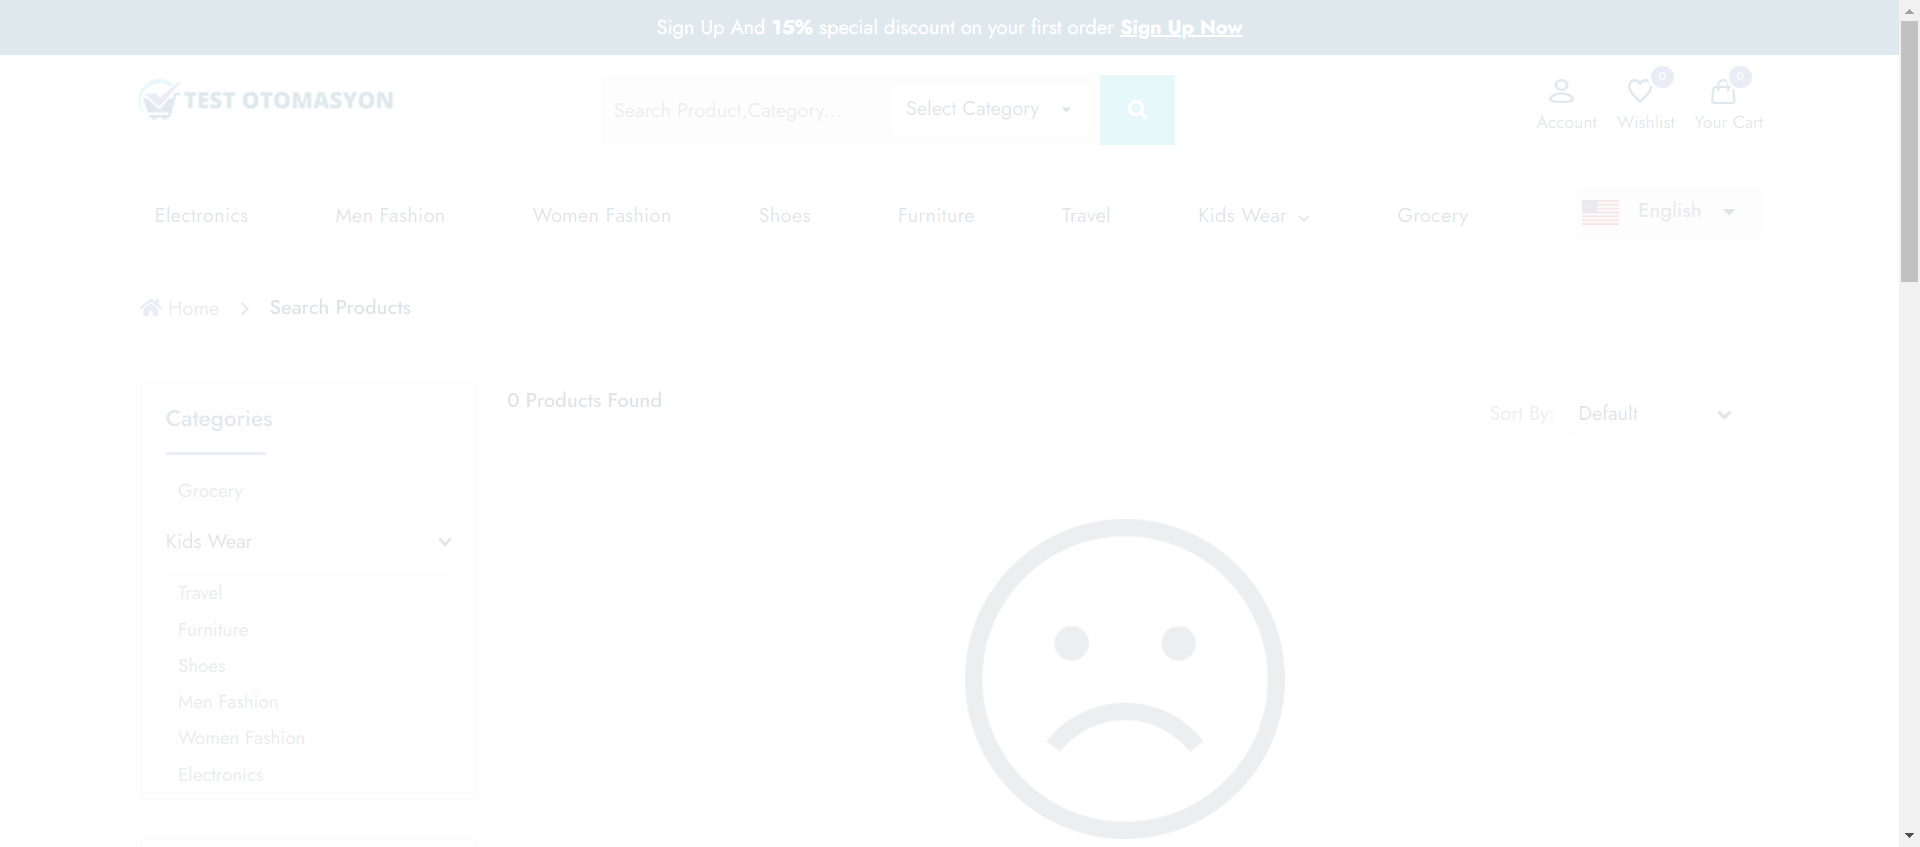 Sign Up And 15% special discount on your first order Sign Up Now
TEST OTOMASYON
Search Product,Category...
Select Category
0
0
Account
Wishlist
Your Cart
Electronics
Men Fashion
Women Fashion
Shoes
Furniture
Travel
Kids Wear
Grocery
English
Home
Search Products
Categories
Grocery
Kids Wear
Travel
Furniture
Shoes
Men Fashion
Women Fashion
Electronics
0 Products Found
Sort By:
Default